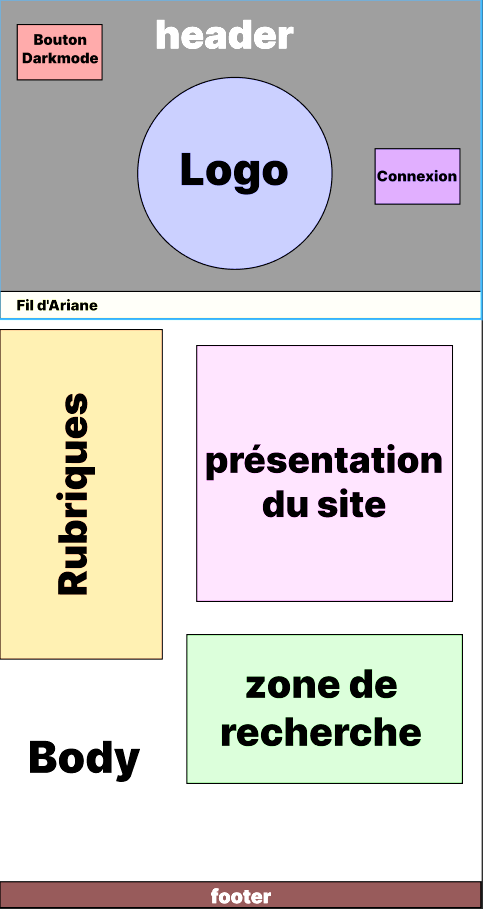 header
Bouton
Darkmode
Logo
Connexion
Fil d'Ariane
Rubriques
présentation
du site
zone de
recherche
Body
footer